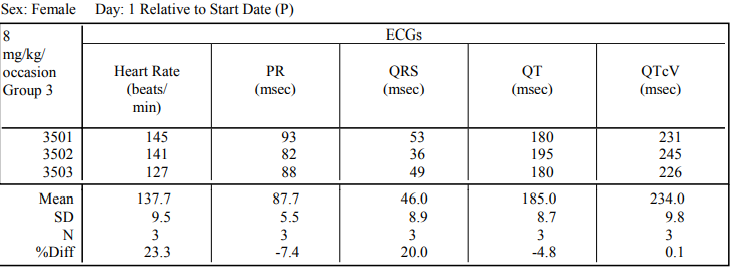 Sex: Female Day: 1 Relative to Start Date (P)
8 mg/kg/occasion Group 3 ECGs
Heart Rate (beats/min) PR (msec) QRS (msec) QT (msec) QTcV (msec)
3501 145 93 53 180 231
3502 141 82 36 195 245
3503 127 88 49 180 226
Mean 137.7 87.7 46.0 185.0 234.0
SD 9.5 5.5 8.9 8.7 9.8
N 3 3 3 3 3
%Diff 23.3 -7.4 20.0 -4.8 0.1